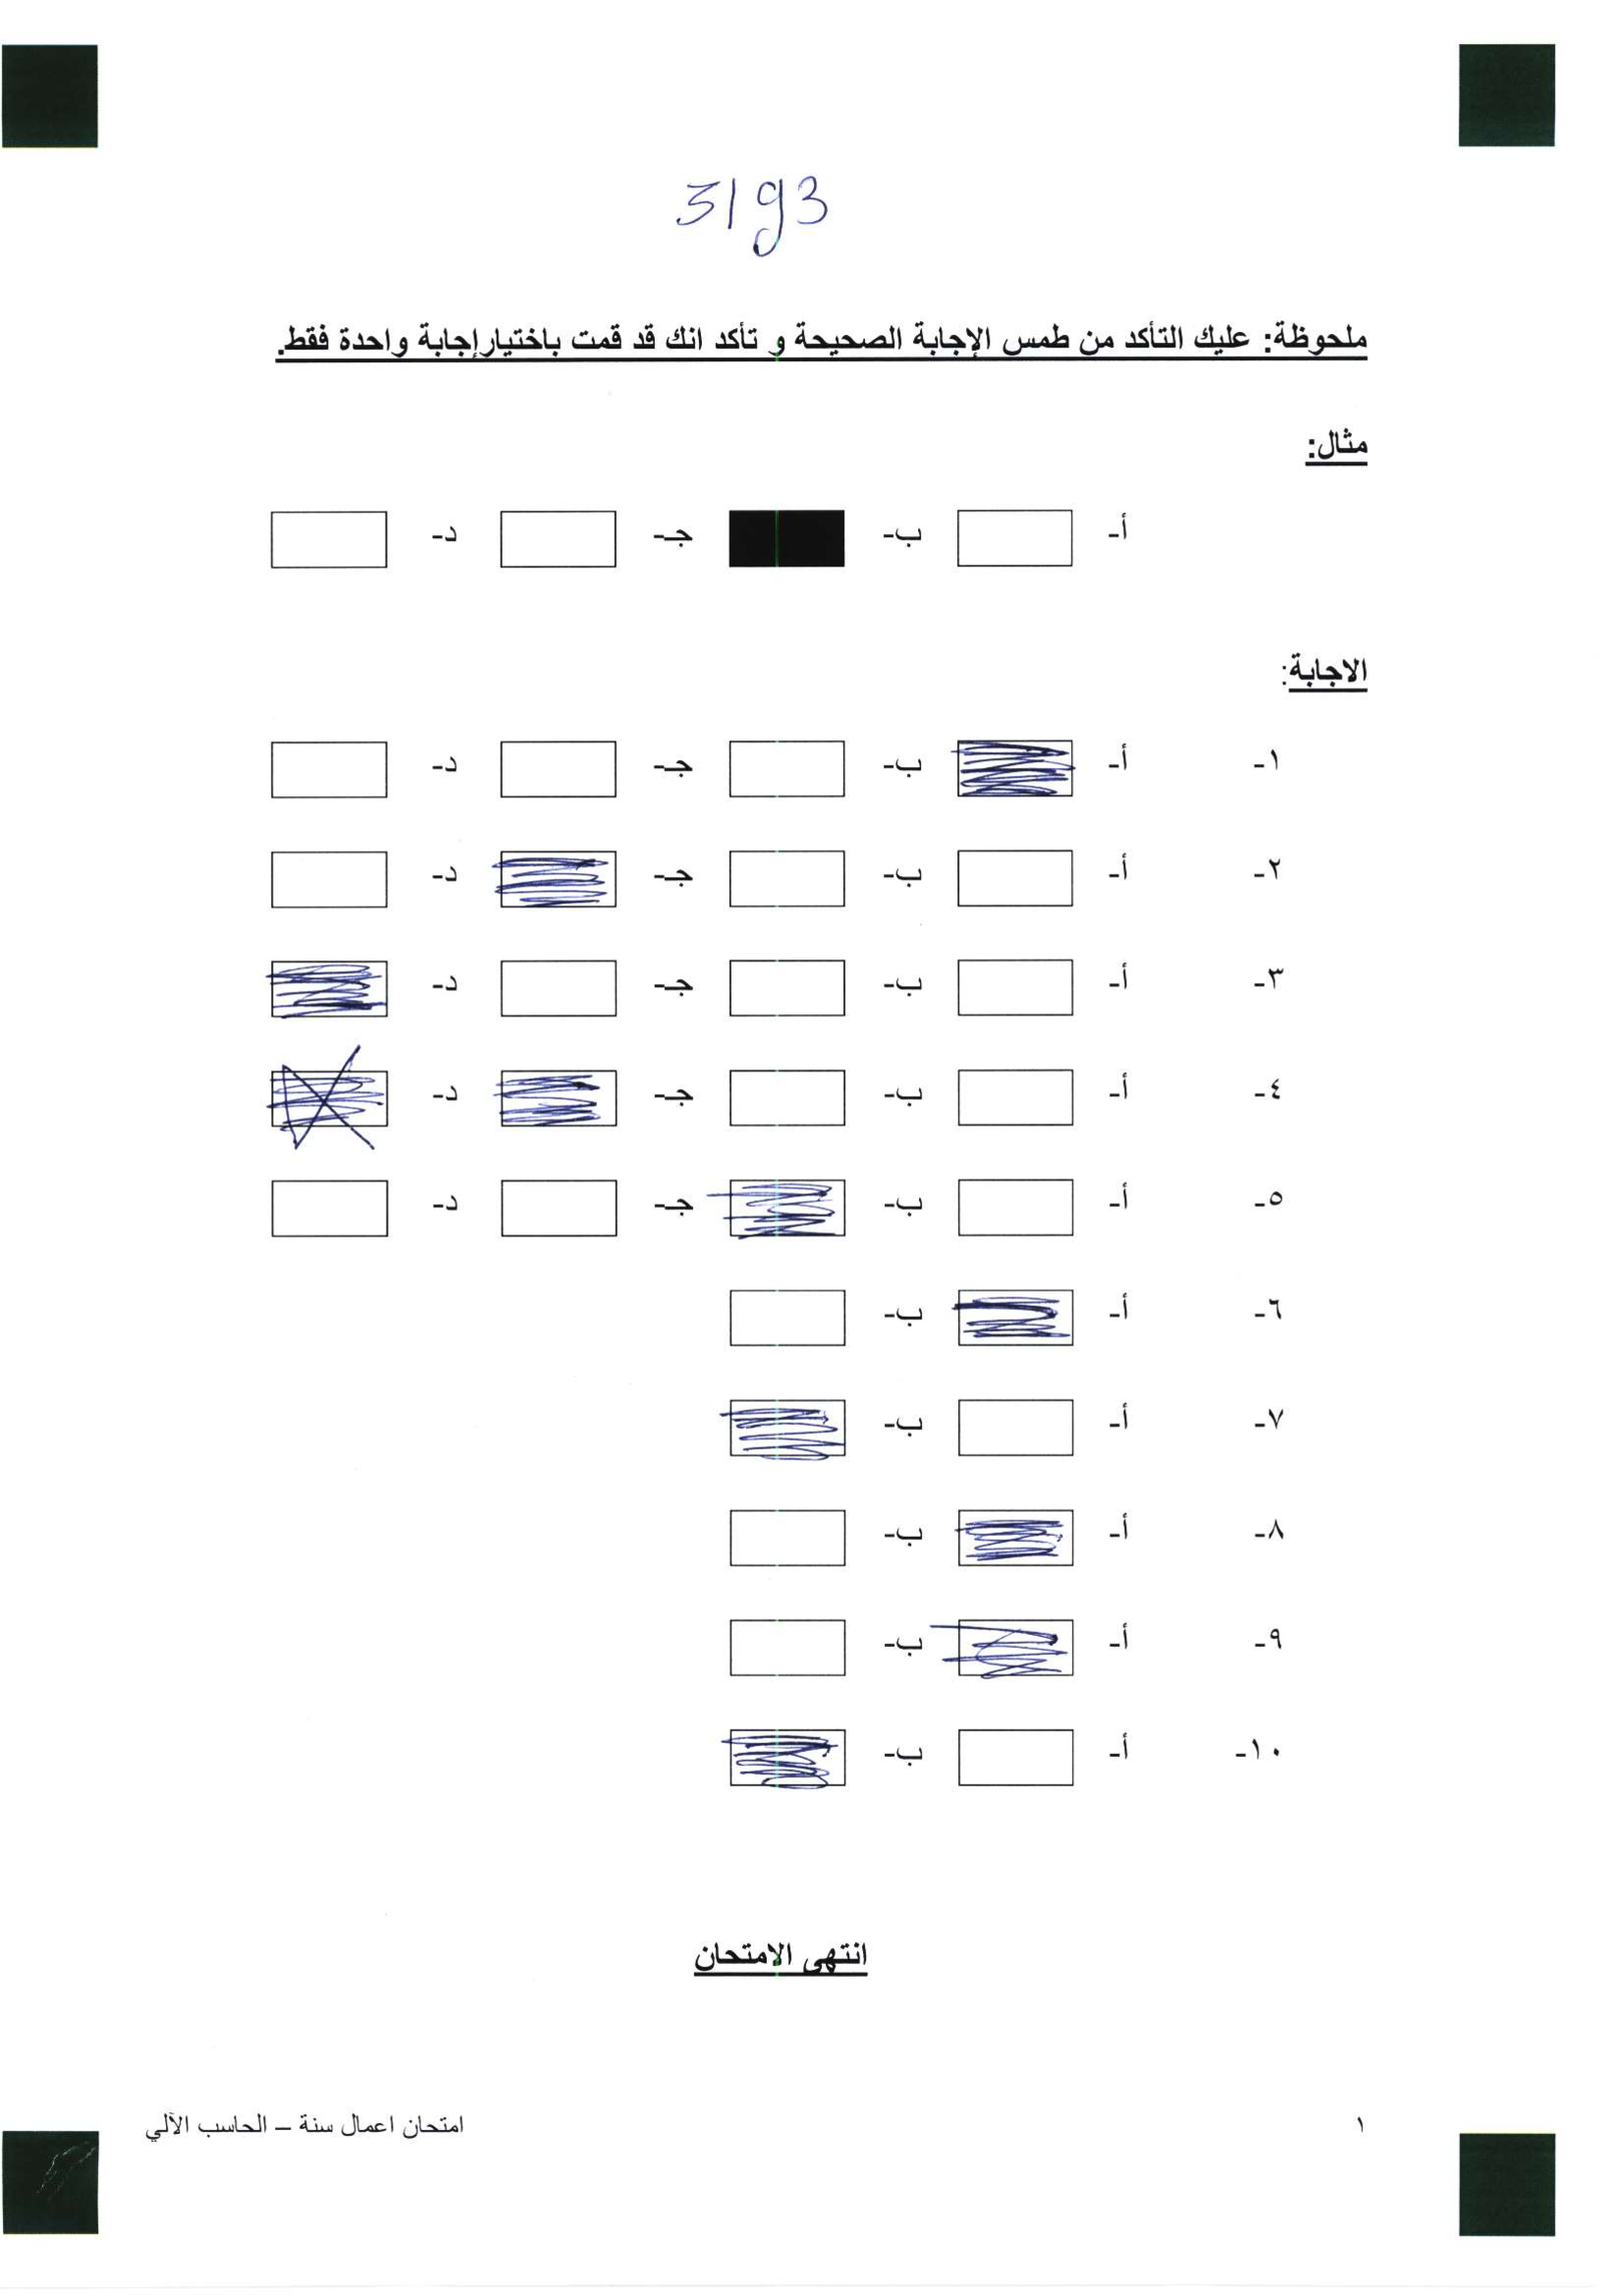 3193
ملحوظة: عليك التأكد من طمس الإجابة الصحيحة و تأكد انك قد قمت باختيار إجابة واحدة فقط.
مثال:
أ- ب- جـ- د-
الاجابة:
١- أ- ب- جـ- د-
٢- أ- ب- جـ- د-
٣- أ- ب- جـ- د-
٤- أ- ب- جـ- د-
٥- أ- ب- جـ- د-
٦- أ- ب-
٧- أ- ب-
٨- أ- ب-
٩- أ- ب-
١٠- أ- ب-
انتهى الامتحان
١ امتحان اعمال سنة – الحاسب الآلي